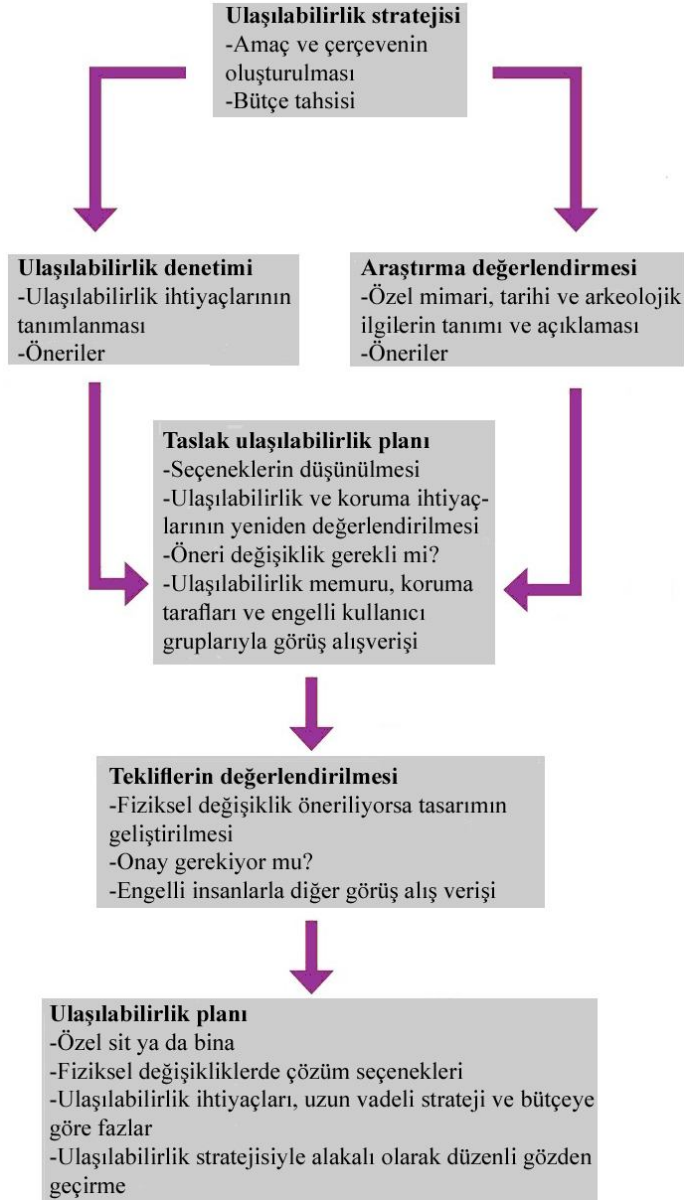 Ulaşılabilirlik stratejisi
-Amaç ve çerçevenin
oluşturulması
-Bütçe tahsisi
Ulaşılabilirlik denetimi
-Ulaşılabilirlik ihtiyaçlarının
tanımlanması
-Öneriler
Araştırma değerlendirmesi
-Özel mimari, tarihi ve arkeolojik
ilgilerin tanımı ve açıklaması
-Öneriler
Taslak ulaşılabilirlik planı
-Seçeneklerin düşünülmesi
-Ulaşılabilirlik ve koruma ihtiyaç-
larının yeniden değerlendirilmesi
-Öneri değişiklik gerekli mi?
-Ulaşılabilirlik memuru, koruma
tarafları ve engelli kullanıcı
gruplarıyla görüş alışverişi
Tekliflerin değerlendirilmesi
-Fiziksel değişiklik öneriliyorsa tasarımın
geliştirilmesi
-Onay gerekiyor mu?
-Engelli insanlarla diğer görüş alış verişi
Ulaşılabilirlik planı
-Özel sit ya da bina
-Fiziksel değişikliklerde çözüm seçenekleri
-Ulaşılabilirlik ihtiyaçları, uzun vadeli strateji ve bütçeye
göre fazlar
-Ulaşılabilirlik stratejisiyle alakalı olarak düzenli gözden
geçirme